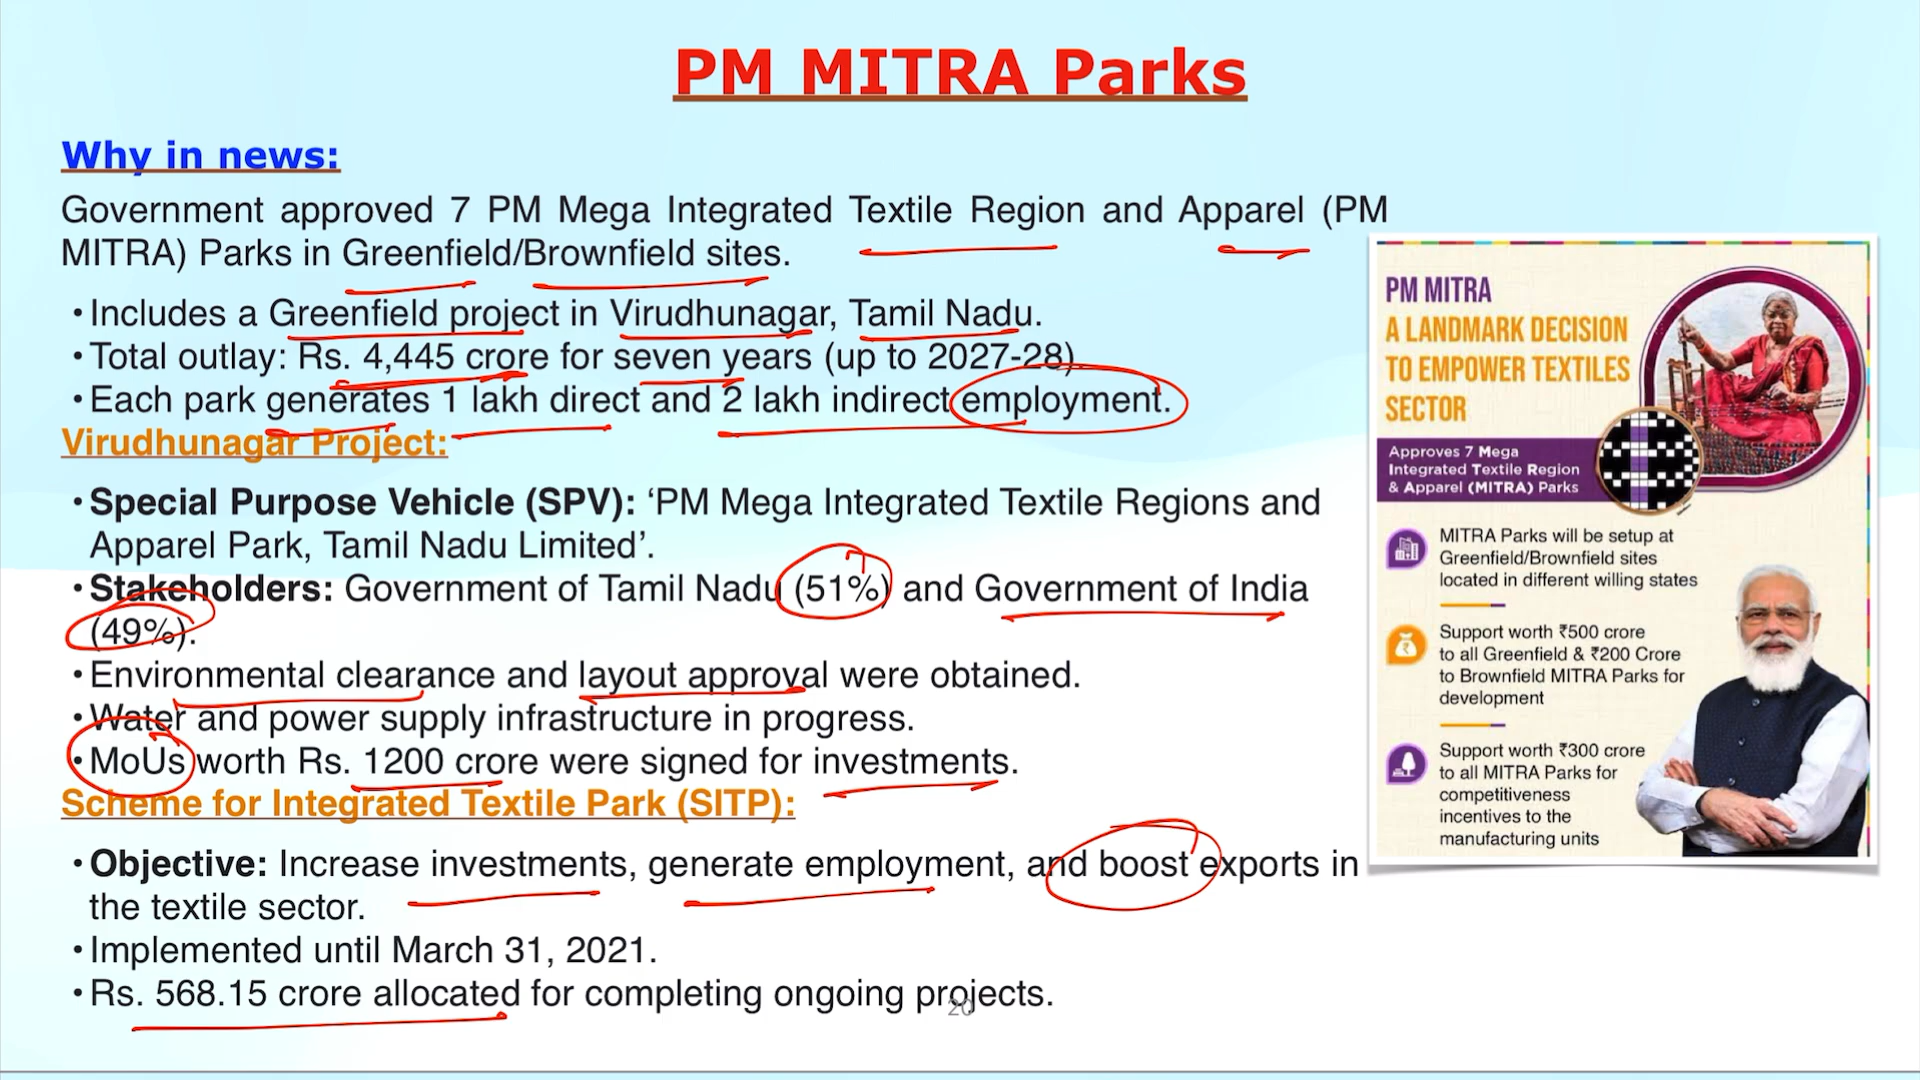 PM MITRA Parks
Why in news:
Government approved 7 PM Mega Integrated Textile Region and Apparel (PM
MITRA) Parks in Greenfield/Brownfield sites.
•Includes a Greenfield project in Virudhunagar, Tamil Nadu.
•Total outlay: Rs. 4,445 crore for seven years (up to 2027-28)
•Each park generates 1 lakh direct and 2 lakh indirect employment.
Virudhunagar Project:
•Special Purpose Vehicle (SPV): ‘PM Mega Integrated Textile Regions and
Apparel Park, Tamil Nadu Limited’.
•Stakeholders: Government of Tamil Nadu (51%) and Government of India
(49%).
•Environmental clearance and layout approval were obtained.
•Water and power supply infrastructure in progress.
•MoUs worth Rs. 1200 crore were signed for investments.
Scheme for Integrated Textile Park (SITP):
•Objective: Increase investments, generate employment, and boost exports in
the textile sector.
•Implemented until March 31, 2021.
•Rs. 568.15 crore allocated for completing ongoing projects.
20
PM MITRA
A LANDMARK DECISION
TO EMPOWER TEXTILES
SECTOR
Approves 7 Mega
Integrated Textile Region
& Apparel (MITRA) Parks
MITRA Parks will be setup at
Greenfield/Brownfield sites
located in different willing states
Support worth ₹500 crore
to all Greenfield & ₹200 Crore
to Brownfield MITRA Parks for
development
Support worth ₹300 crore
to all MITRA Parks for
competitiveness
incentives to the
manufacturing units